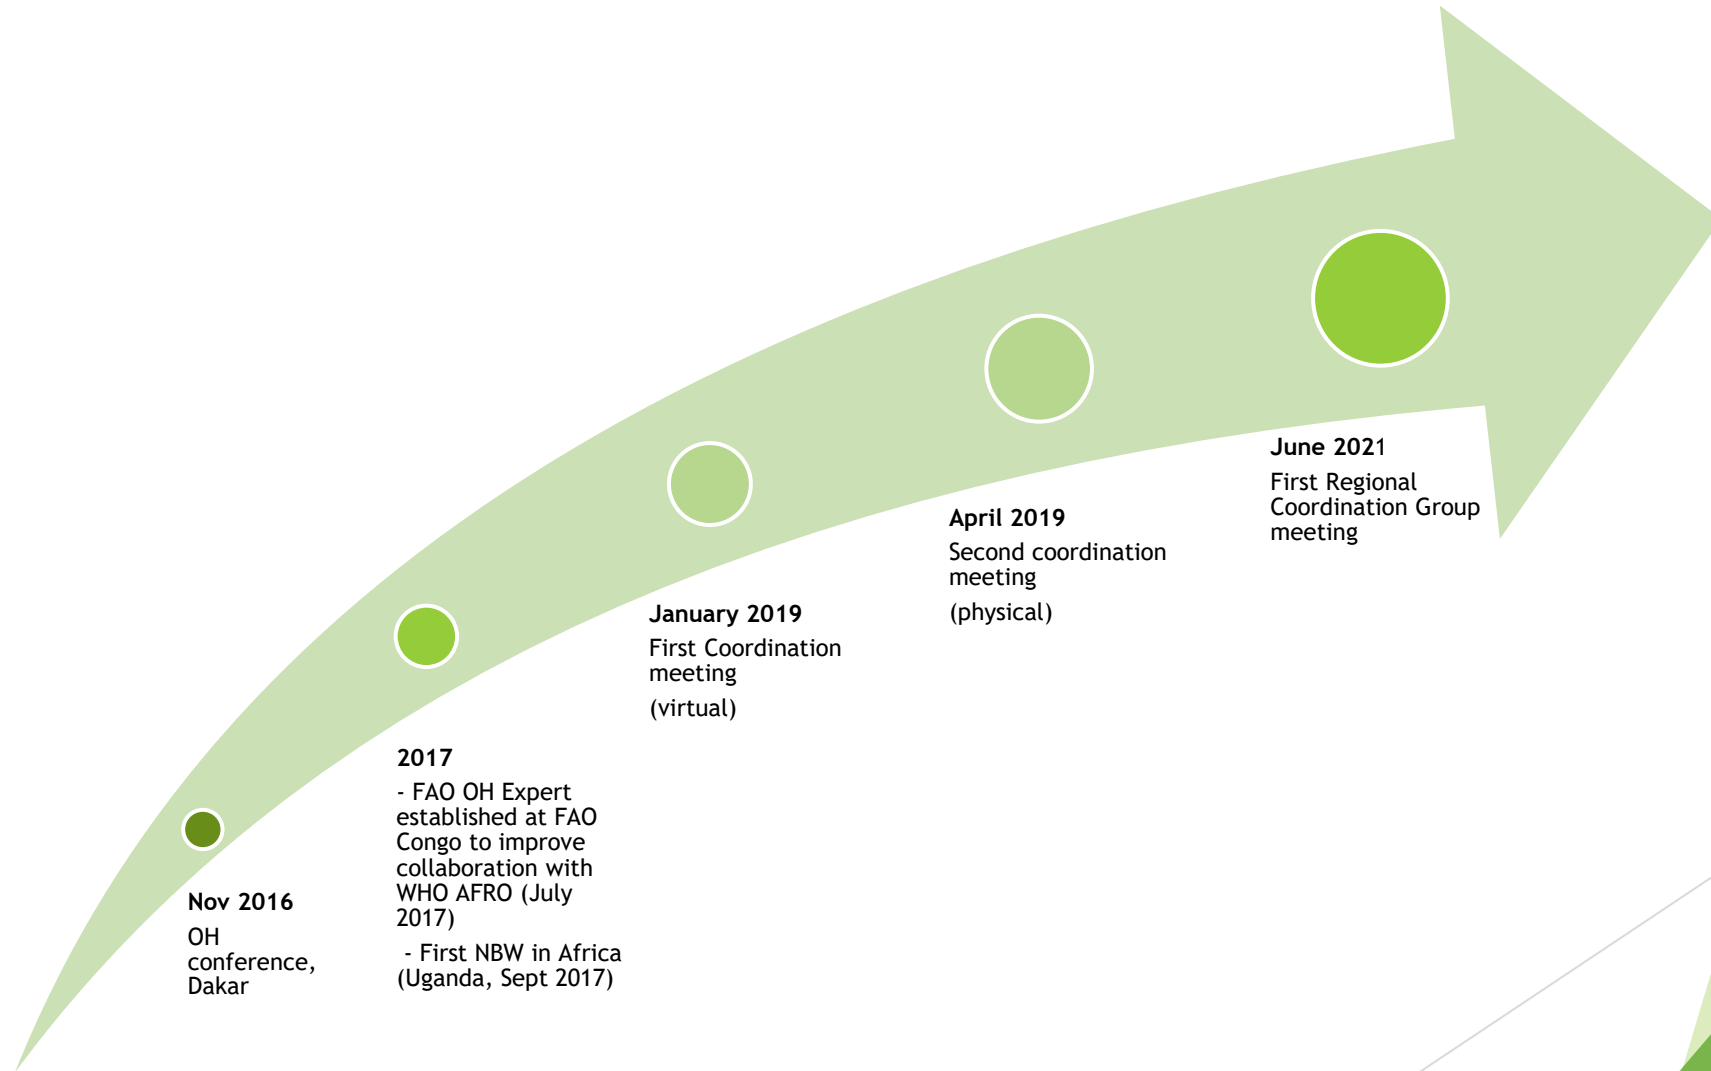 Nov 2016
OH
conference,
Dakar
2017
- FAO OH Expert
established at FAO
Congo to improve
collaboration with
WHO AFRO (July
2017)
- First NBW in Africa
(Uganda, Sept 2017)
January 2019
First Coordination
meeting
(virtual)
April 2019
Second coordination
meeting
(physical)
June 2021
First Regional
Coordination Group
meeting